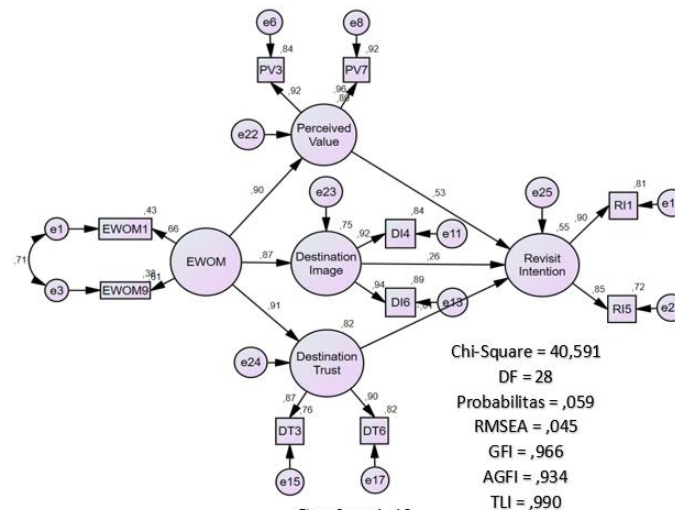 e6
e8
,84
,92
PV3
PV7
,92
,96
e22
Perceived
Value
,90
,53
e23
e25
,81
,43
e1
EWOM1
,66
,75
,92
DI4
,84
e11
,55
,90
RI1
,71
EWOM
,87
Destination
Image
,26
Revisit
Intention
e3
EWOM9
,94
DI6
,89
e13
,85
RI5
,72
,91
,82
e24
Destination
Trust
,87
,76
,90
,82
DT3
DT6
e15
e17
Chi-Square = 40,591
DF = 28
Probabilitas = ,059
RMSEA = ,045
GFI = ,966
AGFI = ,934
TLI = ,990